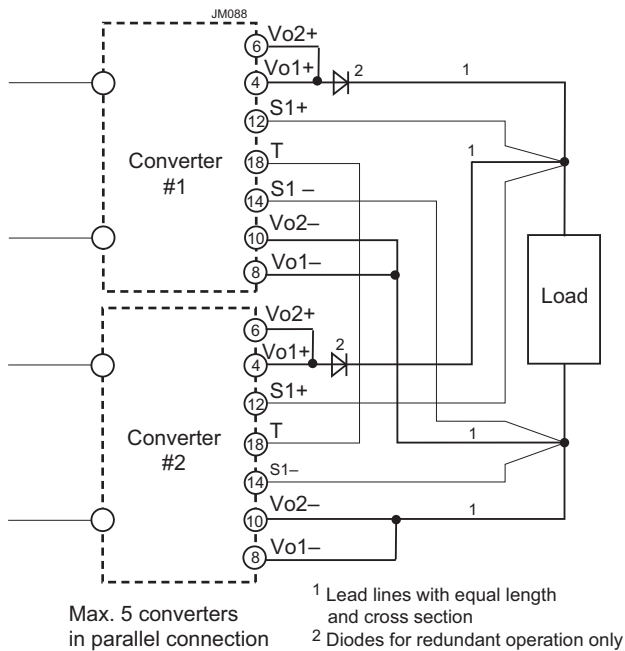 JM088
6
Vo2+
4
Vo1+
2
1
12
S1+
18
T
1
Converter
#1
14
S1 –
10
Vo2–
8
Vo1–
Load
6
Vo2+
4
Vo1+
2
12
S1+
Converter
#2
18
T
1
14
S1–
10
Vo2–
1
8
Vo1–
Max. 5 converters
in parallel connection
1 Lead lines with equal length
and cross section
2 Diodes for redundant operation only